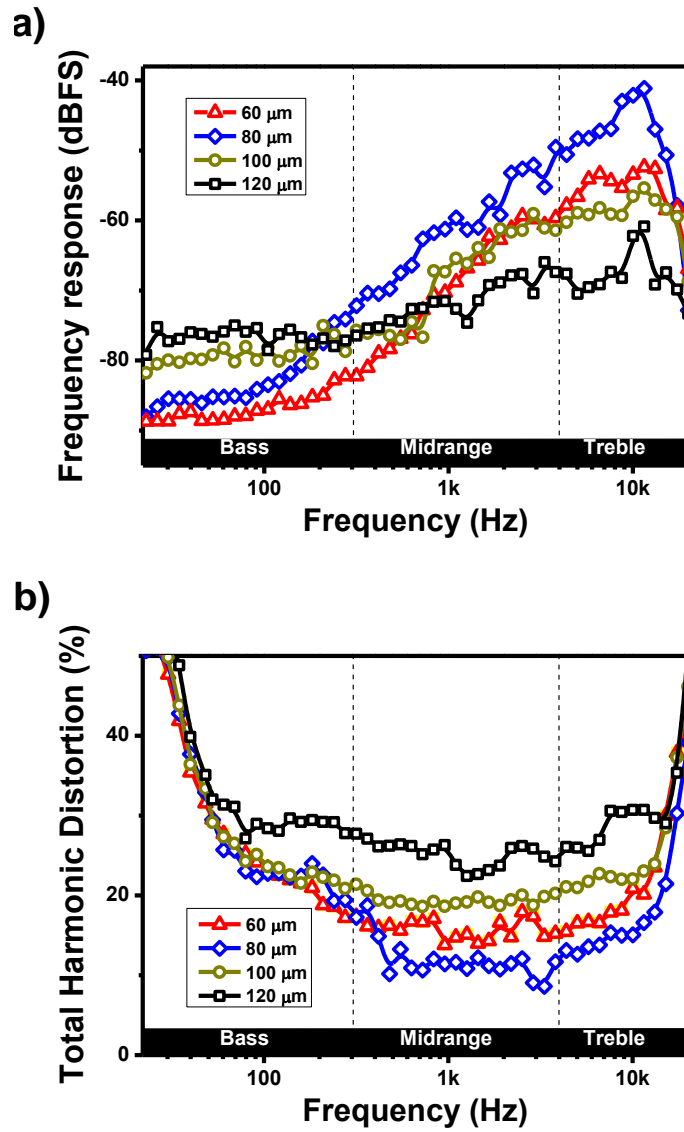 a)
Frequency response (dBFS)
-40
-60
-80
60 μm
80 μm
100 μm
120 μm
Bass Midrange Treble
100 1k 10k
Frequency (Hz)
b)
Total Harmonic Distortion (%)
40
20
0
60 μm
80 μm
100 μm
120 μm
Bass Midrange Treble
100 1k 10k
Frequency (Hz)